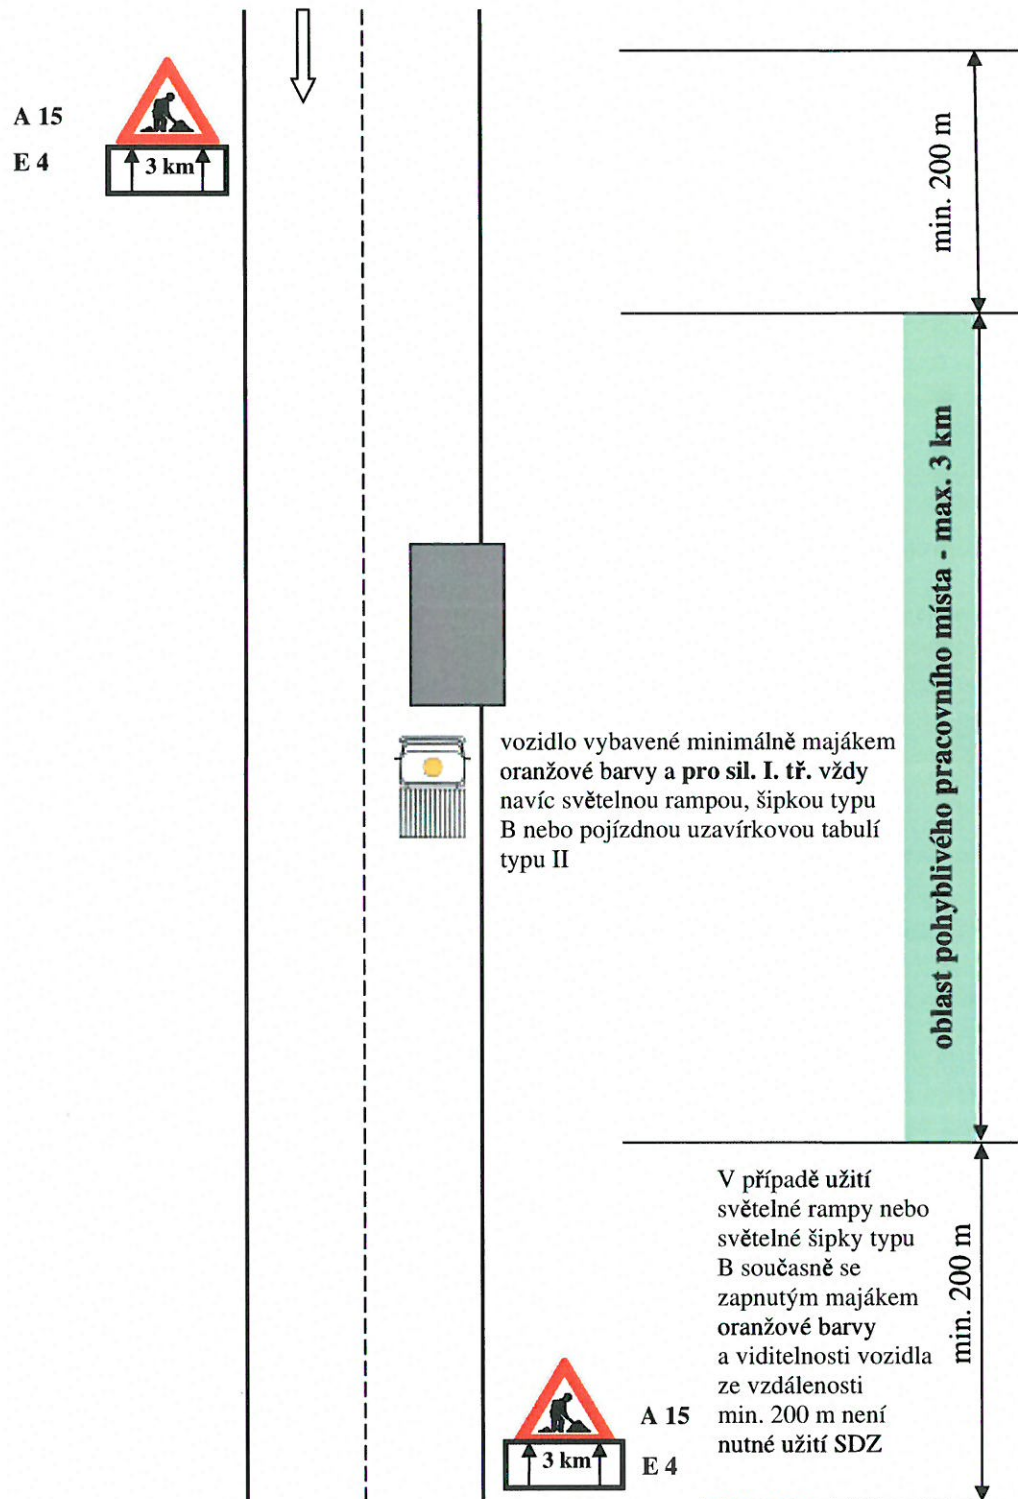 A 15
E 4
3 km
min. 200 m
oblast pohyblivého pracovního místa - max. 3 km
vozidlo vybavené minimálně majákem
oranžové barvy a pro sil. I. tř. vždy
navíc světelnou rampou, šipkou typu
B nebo pojízdnou uzavírkovou tabulí
typu II
V případě užití
světelné rampy nebo
světelné šipky typu
B současně se
zapnutým majákem
oranžové barvy
a viditelnosti vozidla
ze vzdálenosti
min. 200 m není
nutné užití SDZ
min. 200 m
A 15
E 4
3 km